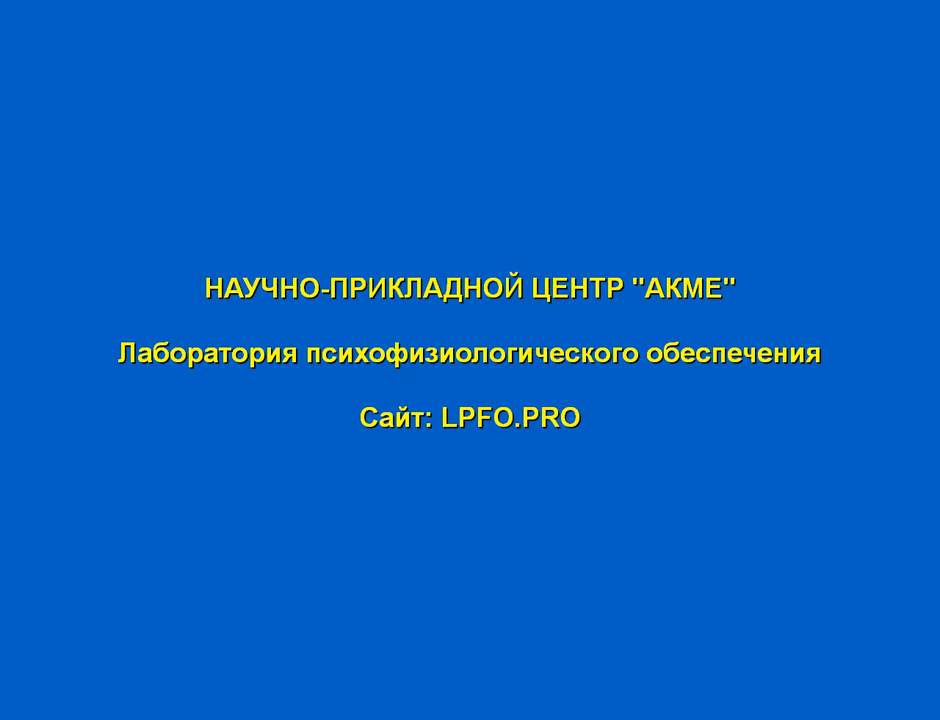 НАУЧНО-ПРИКЛАДНОЙ ЦЕНТР "АКМЕ"
Лаборатория психофизиологического обеспечения
Сайт: LPFO.PRO